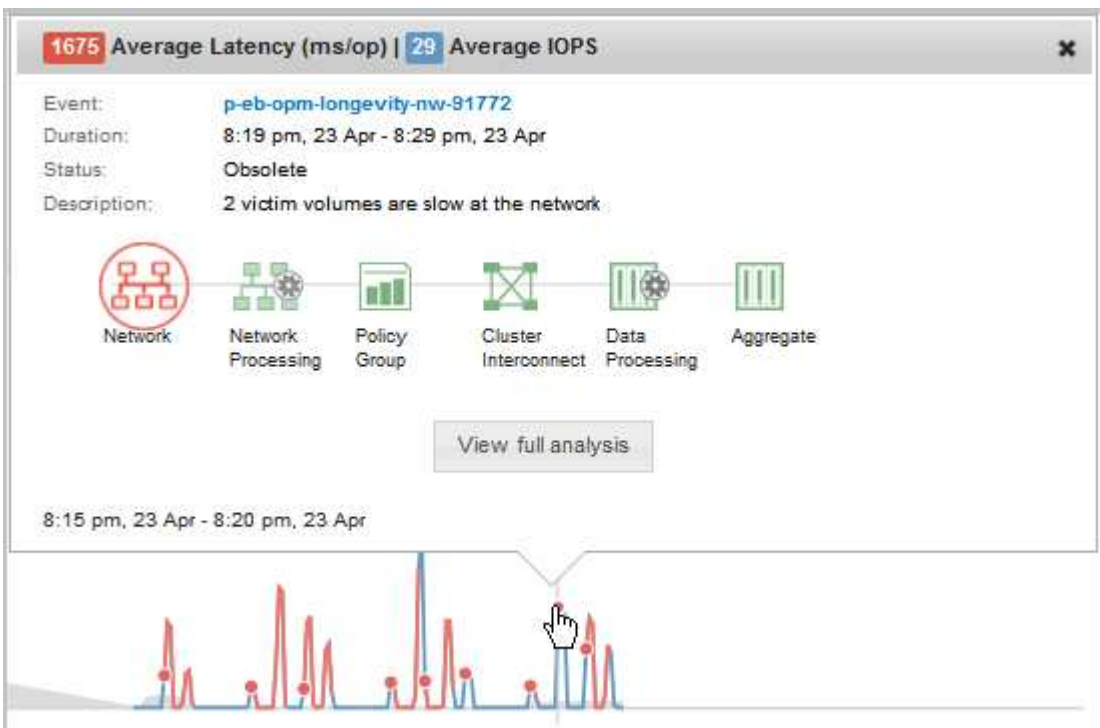 1675 Average Latency (ms/op) | 29 Average IOPS
Event: p-eb-opm-longevity-nw-91772
Duration: 8:19 pm, 23 Apr - 8:29 pm, 23 Apr
Status: Obsolete
Description: 2 victim volumes are slow at the network
Network
Network Processing
Policy Group
Cluster Interconnect
Data Processing
Aggregate
View full analysis
8:15 pm, 23 Apr - 8:20 pm, 23 Apr